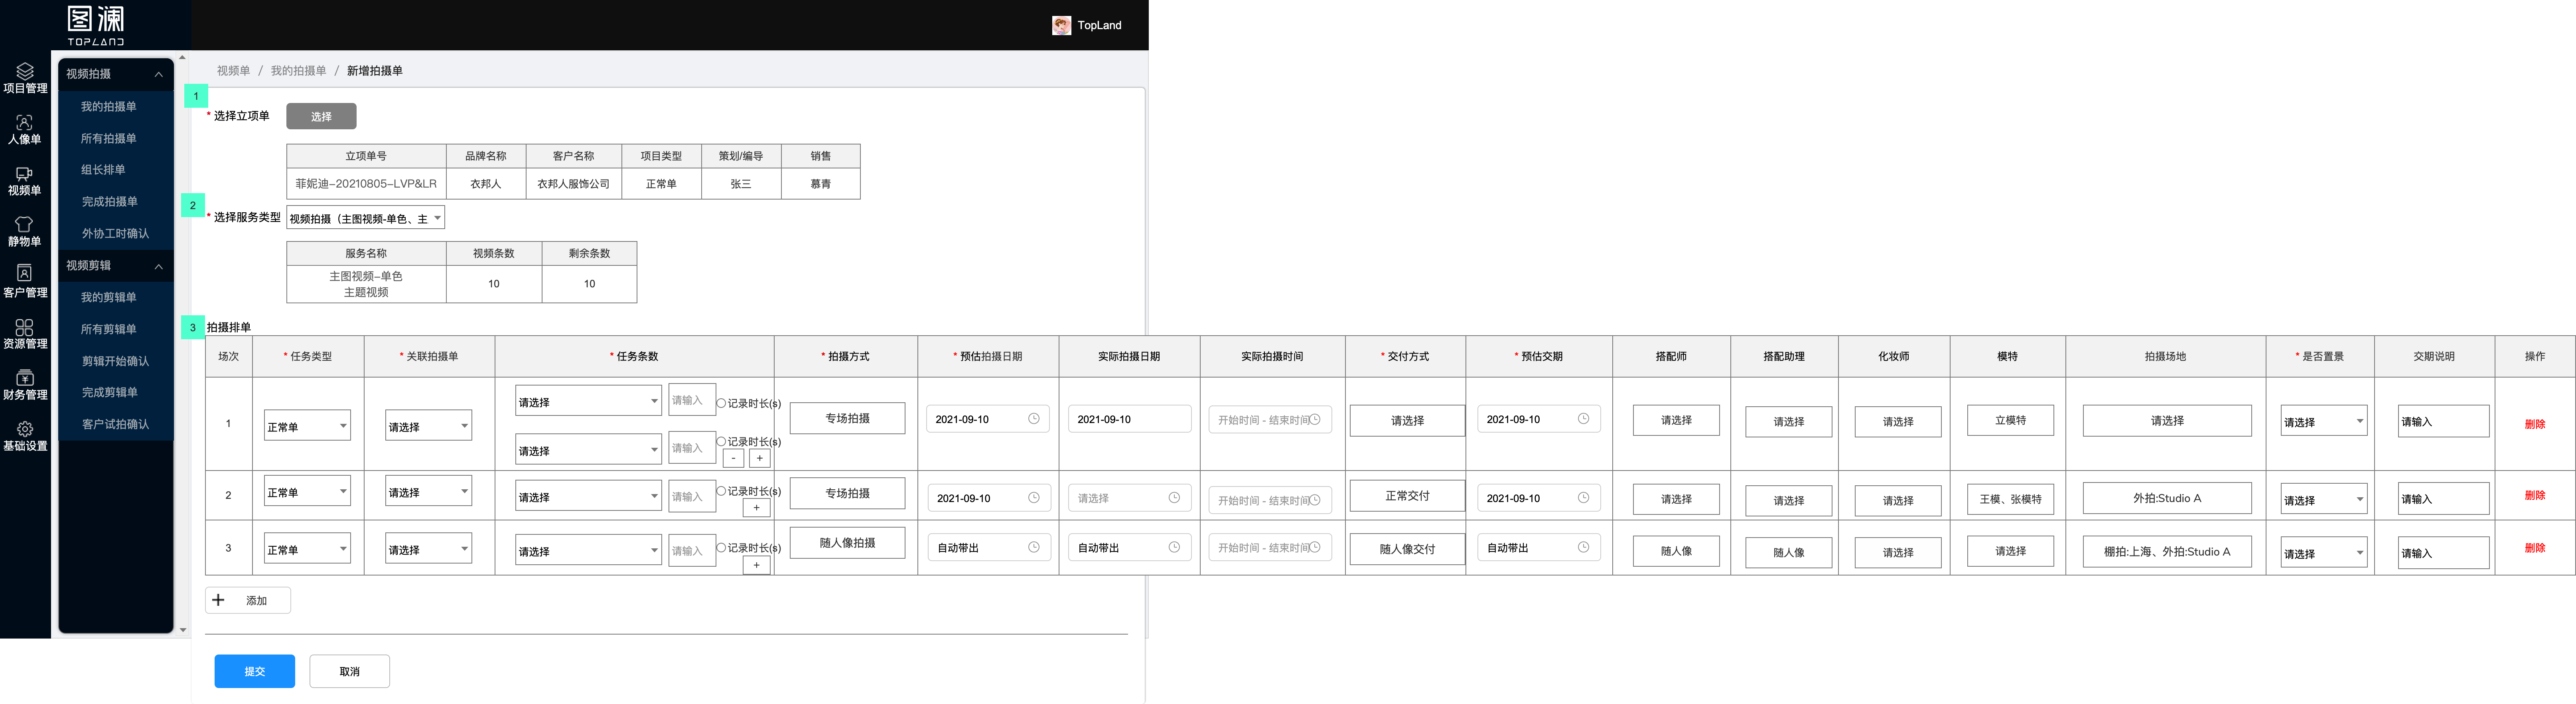 图澜
TOPLAND
TopLand
项目管理
人像单
视频单
静物单
客户管理
资源管理
财务管理
基础设置
视频拍摄
我的拍摄单
所有拍摄单
组长排单
完成拍摄单
外协工时确认
视频剪辑
我的剪辑单
所有剪辑单
剪辑开始确认
完成剪辑单
客户试拍确认
视频单 / 我的拍摄单 / 新增拍摄单
1
* 选择立项单 选择
立项单号 品牌名称 客户名称 项目类型 策划/编导 销售
菲妮迪-20210805-LVP&LR 衣邦人 衣邦人服饰公司 正常单 张三 慕青
2
* 选择服务类型 视频拍摄（主图视频-单色、主
服务名称 视频条数 剩余条数
主图视频-单色
主题视频 10 10
3 拍摄排单
场次 * 任务类型 * 关联拍摄单 * 任务条数 * 拍摄方式 * 预估拍摄日期 实际拍摄日期 实际拍摄时间 * 交付方式 * 预估交期 搭配师 搭配助理 化妆师 模特 拍摄场地 * 是否置景 交期说明 操作
1 正常单 请选择 请选择 请输入 记录时长(s) 专场拍摄 2021-09-10 2021-09-10 开始时间 - 结束时间 请选择 2021-09-10 请选择 请选择 请选择 立模特 请选择 请选择 请输入 删除
请选择 请输入 记录时长(s)
- +
2 正常单 请选择 请选择 请输入 记录时长(s) 专场拍摄 2021-09-10 请选择 开始时间 - 结束时间 正常交付 2021-09-10 请选择 请选择 请选择 王模、张模特 外拍:Studio A 请选择 请输入 删除
+
3 正常单 请选择 请选择 请输入 记录时长(s) 随人像拍摄 自动带出 自动带出 开始时间 - 结束时间 随人像交付 自动带出 随人像 随人像 请选择 请选择 棚拍:上海、外拍:Studio A 请选择 请输入 删除
+
+ 添加
提交 取消